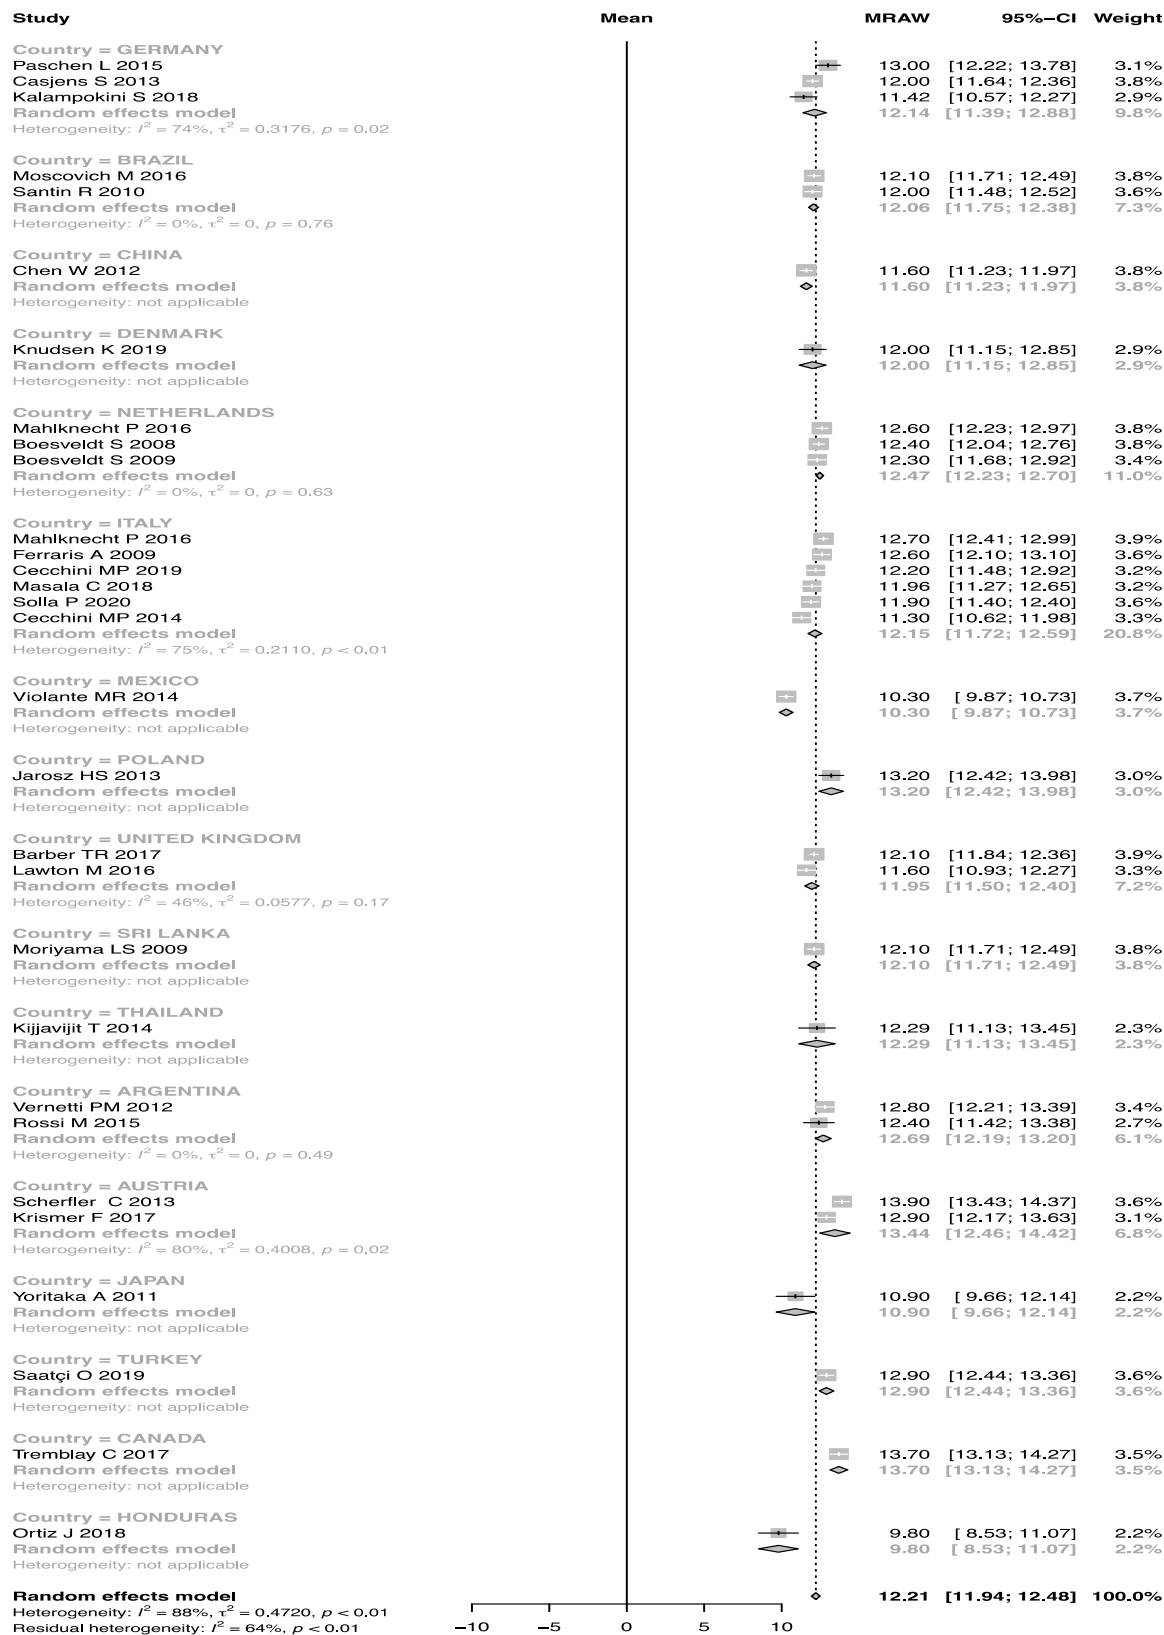 Study Mean MRAW 95%−CI Weight
Country = GERMANY
Paschen L 2015 13.00 [12.22; 13.78] 3.1%
Casjens S 2013 12.00 [11.64; 12.36] 3.8%
Kalampokini S 2018 11.42 [10.57; 12.27] 2.9%
Random effects model 12.14 [11.39; 12.88] 9.8%
Heterogeneity: I² = 74%, τ² = 0.3176, p = 0.02
Country = BRAZIL
Moscovich M 2016 12.10 [11.71; 12.49] 3.8%
Santin R 2010 12.00 [11.48; 12.52] 3.6%
Random effects model 12.06 [11.75; 12.38] 7.3%
Heterogeneity: I² = 0%, τ² = 0, p = 0.76
Country = CHINA
Chen W 2012 11.60 [11.23; 11.97] 3.8%
Random effects model 11.60 [11.23; 11.97] 3.8%
Heterogeneity: not applicable
Country = DENMARK
Knudsen K 2019 12.00 [11.15; 12.85] 2.9%
Random effects model 12.00 [11.15; 12.85] 2.9%
Heterogeneity: not applicable
Country = NETHERLANDS
Mahlknecht P 2016 12.60 [12.23; 12.97] 3.8%
Boesveldt S 2008 12.40 [12.04; 12.76] 3.8%
Boesveldt S 2009 12.30 [11.68; 12.92] 3.4%
Random effects model 12.47 [12.23; 12.70] 11.0%
Heterogeneity: I² = 0%, τ² = 0, p = 0.63
Country = ITALY
Mahlknecht P 2016 12.70 [12.41; 12.99] 3.9%
Ferraris A 2009 12.60 [12.10; 13.10] 3.6%
Cecchini MP 2019 12.20 [11.48; 12.92] 3.2%
Masala C 2018 11.96 [11.27; 12.65] 3.2%
Solla P 2020 11.90 [11.40; 12.40] 3.6%
Cecchini MP 2014 11.30 [10.62; 11.98] 3.3%
Random effects model 12.15 [11.72; 12.59] 20.8%
Heterogeneity: I² = 75%, τ² = 0.2110, p < 0.01
Country = MEXICO
Violante MR 2014 10.30 [ 9.87; 10.73] 3.7%
Random effects model 10.30 [ 9.87; 10.73] 3.7%
Heterogeneity: not applicable
Country = POLAND
Jarosz HS 2013 13.20 [12.42; 13.98] 3.0%
Random effects model 13.20 [12.42; 13.98] 3.0%
Heterogeneity: not applicable
Country = UNITED KINGDOM
Barber TR 2017 12.10 [11.84; 12.36] 3.9%
Lawton M 2016 11.60 [10.93; 12.27] 3.3%
Random effects model 11.95 [11.50; 12.40] 7.2%
Heterogeneity: I² = 46%, τ² = 0.0577, p = 0.17
Country = SRI LANKA
Moriyama LS 2009 12.10 [11.71; 12.49] 3.8%
Random effects model 12.10 [11.71; 12.49] 3.8%
Heterogeneity: not applicable
Country = THAILAND
Kijjavijit T 2014 12.29 [11.13; 13.45] 2.3%
Random effects model 12.29 [11.13; 13.45] 2.3%
Heterogeneity: not applicable
Country = ARGENTINA
Vernetti PM 2012 12.80 [12.21; 13.39] 3.4%
Rossi M 2015 12.40 [11.42; 13.38] 2.7%
Random effects model 12.69 [12.19; 13.20] 6.1%
Heterogeneity: I² = 0%, τ² = 0, p = 0.49
Country = AUSTRIA
Scherfler C 2013 13.90 [13.43; 14.37] 3.6%
Krismer F 2017 12.90 [12.17; 13.63] 3.1%
Random effects model 13.44 [12.46; 14.42] 6.8%
Heterogeneity: I² = 80%, τ² = 0.4008, p = 0.02
Country = JAPAN
Yoritaka A 2011 10.90 [ 9.66; 12.14] 2.2%
Random effects model 10.90 [ 9.66; 12.14] 2.2%
Heterogeneity: not applicable
Country = TURKEY
Saatçi O 2019 12.90 [12.44; 13.36] 3.6%
Random effects model 12.90 [12.44; 13.36] 3.6%
Heterogeneity: not applicable
Country = CANADA
Tremblay C 2017 13.70 [13.13; 14.27] 3.5%
Random effects model 13.70 [13.13; 14.27] 3.5%
Heterogeneity: not applicable
Country = HONDURAS
Ortiz J 2018 9.80 [ 8.53; 11.07] 2.2%
Random effects model 9.80 [ 8.53; 11.07] 2.2%
Heterogeneity: not applicable
Random effects model 12.21 [11.94; 12.48] 100.0%
Heterogeneity: I² = 88%, τ² = 0.4720, p < 0.01
Residual heterogeneity: I² = 64%, p < 0.01 −10 −5 0 5 10